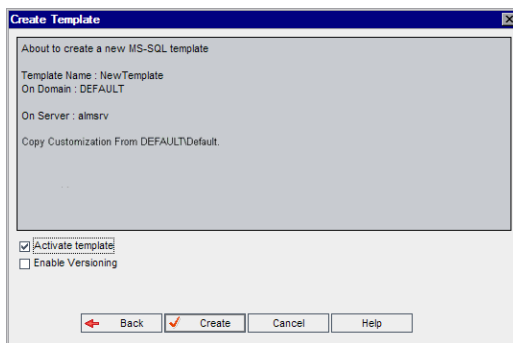 Create Template
About to create a new MS-SQL template
Template Name : NewTemplate
On Domain : DEFAULT
On Server : almsrv
Copy Customization From DEFAULT\Default.
Activate template
Enable Versioning
Back Create Cancel Help